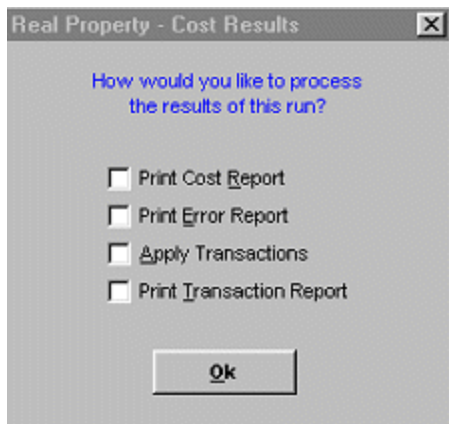 Real Property - Cost Results
How would you like to process
the results of this run?
Print Cost Report
Print Error Report
Apply Transactions
Print Transaction Report
Ok